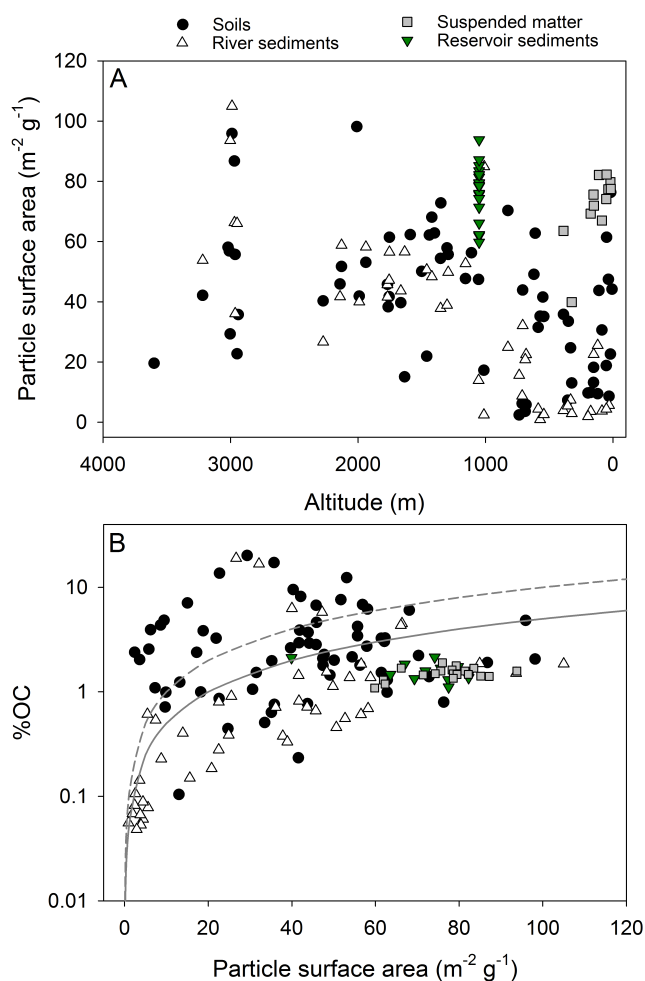 Soils Suspended matter
River sediments Reservoir sediments
120
A
100
80
60
40
20
0
Particle surface area (m⁻² g⁻¹)
4000 3000 2000 1000 0
Altitude (m)
B
10
1
0.1
0.01
%OC
0 20 40 60 80 100 120
Particle surface area (m⁻² g⁻¹)